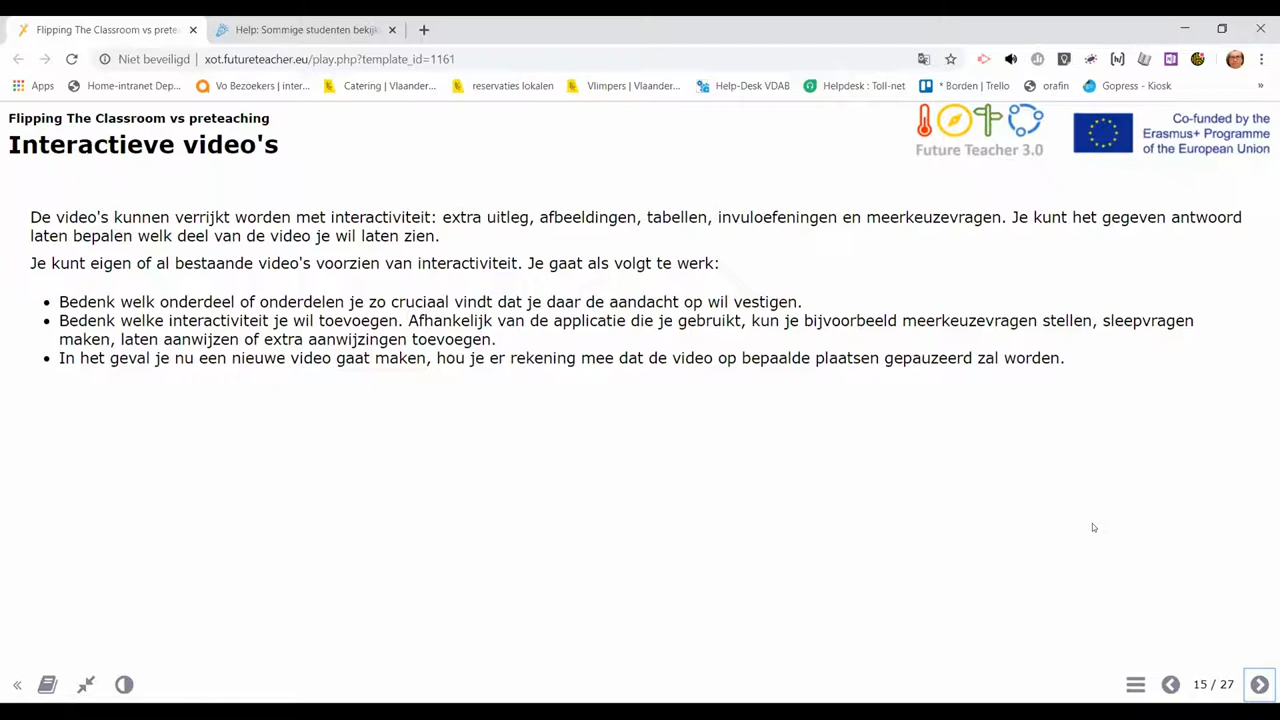 Flipping The Classroom vs prete
Help: Sommige studenten bekijk
Niet beveiligd
xot.futureteacher.eu/play.php?template_id=1161
Apps
Home-intranet Dep...
Vo Bezoekers | inter...
Catering | Vlaander...
reservaties lokalen
Vlimpers | Vlaander...
Help-Desk VDAB
Helpdesk : Toll-net
* Borden | Trello
orafin
Gopress - Kiosk
»
Flipping The Classroom vs preteaching
Interactieve video's
Future Teacher 3.0
Co-funded by the
Erasmus+ Programme
of the European Union
De video's kunnen verrijkt worden met interactiviteit: extra uitleg, afbeeldingen, tabellen, invuloefeningen en meerkeuzevragen. Je kunt het gegeven antwoord
laten bepalen welk deel van de video je wil laten zien.
Je kunt eigen of al bestaande video's voorzien van interactiviteit. Je gaat als volgt te werk:
• Bedenk welk onderdeel of onderdelen je zo cruciaal vindt dat je daar de aandacht op wil vestigen.
• Bedenk welke interactiviteit je wil toevoegen. Afhankelijk van de applicatie die je gebruikt, kun je bijvoorbeeld meerkeuzevragen stellen, sleepvragen
maken, laten aanwijzen of extra aanwijzingen toevoegen.
• In het geval je nu een nieuwe video gaat maken, hou je er rekening mee dat de video op bepaalde plaatsen gepauzeerd zal worden.
15 / 27